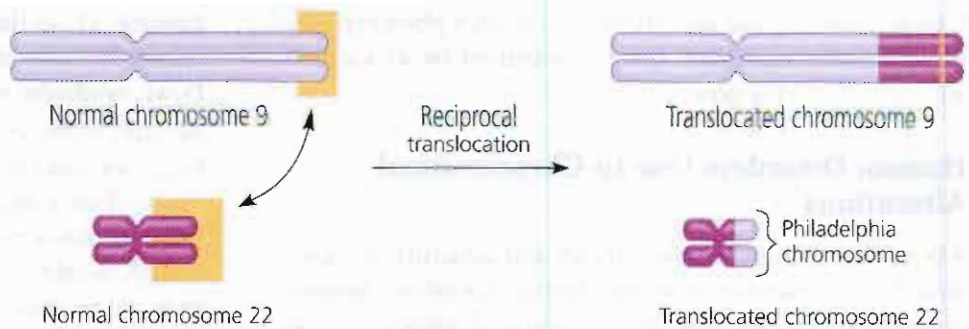 Normal chromosome 9
Reciprocal
translocation
Translocated chromosome 9
Normal chromosome 22
Philadelphia
chromosome
Translocated chromosome 22